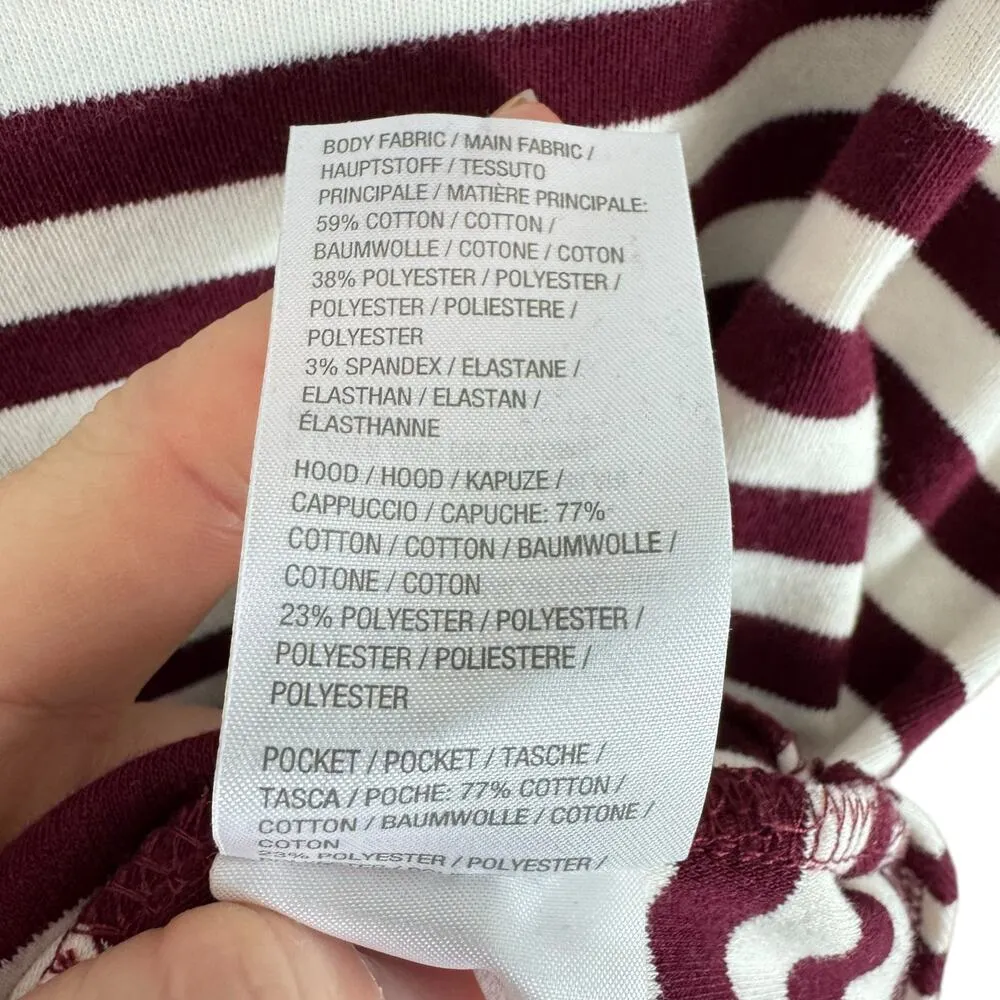 BODY FABRIC / MAIN FABRIC /
HAUPTSTOFF / TESSUTO
PRINCIPALE / MATIÈRE PRINCIPALE:
59% COTTON / COTTON /
BAUMWOLLE / COTONE / COTON
38% POLYESTER / POLYESTER /
POLYESTER / POLIESTERE /
POLYESTER
3% SPANDEX / ELASTANE /
ELASTHAN / ELASTAN /
ÉLASTHANNE
HOOD / HOOD / KAPUZE /
CAPPUCCIO / CAPUCHE: 77%
COTTON / COTTON / BAUMWOLLE /
COTONE / COTON
23% POLYESTER / POLYESTER /
POLYESTER / POLIESTERE /
POLYESTER
POCKET / POCKET / TASCHE /
TASCA / POCHE: 77% COTTON /
COTTON / BAUMWOLLE / COTONE /
COTON
23% POLYESTER / POLYESTER /